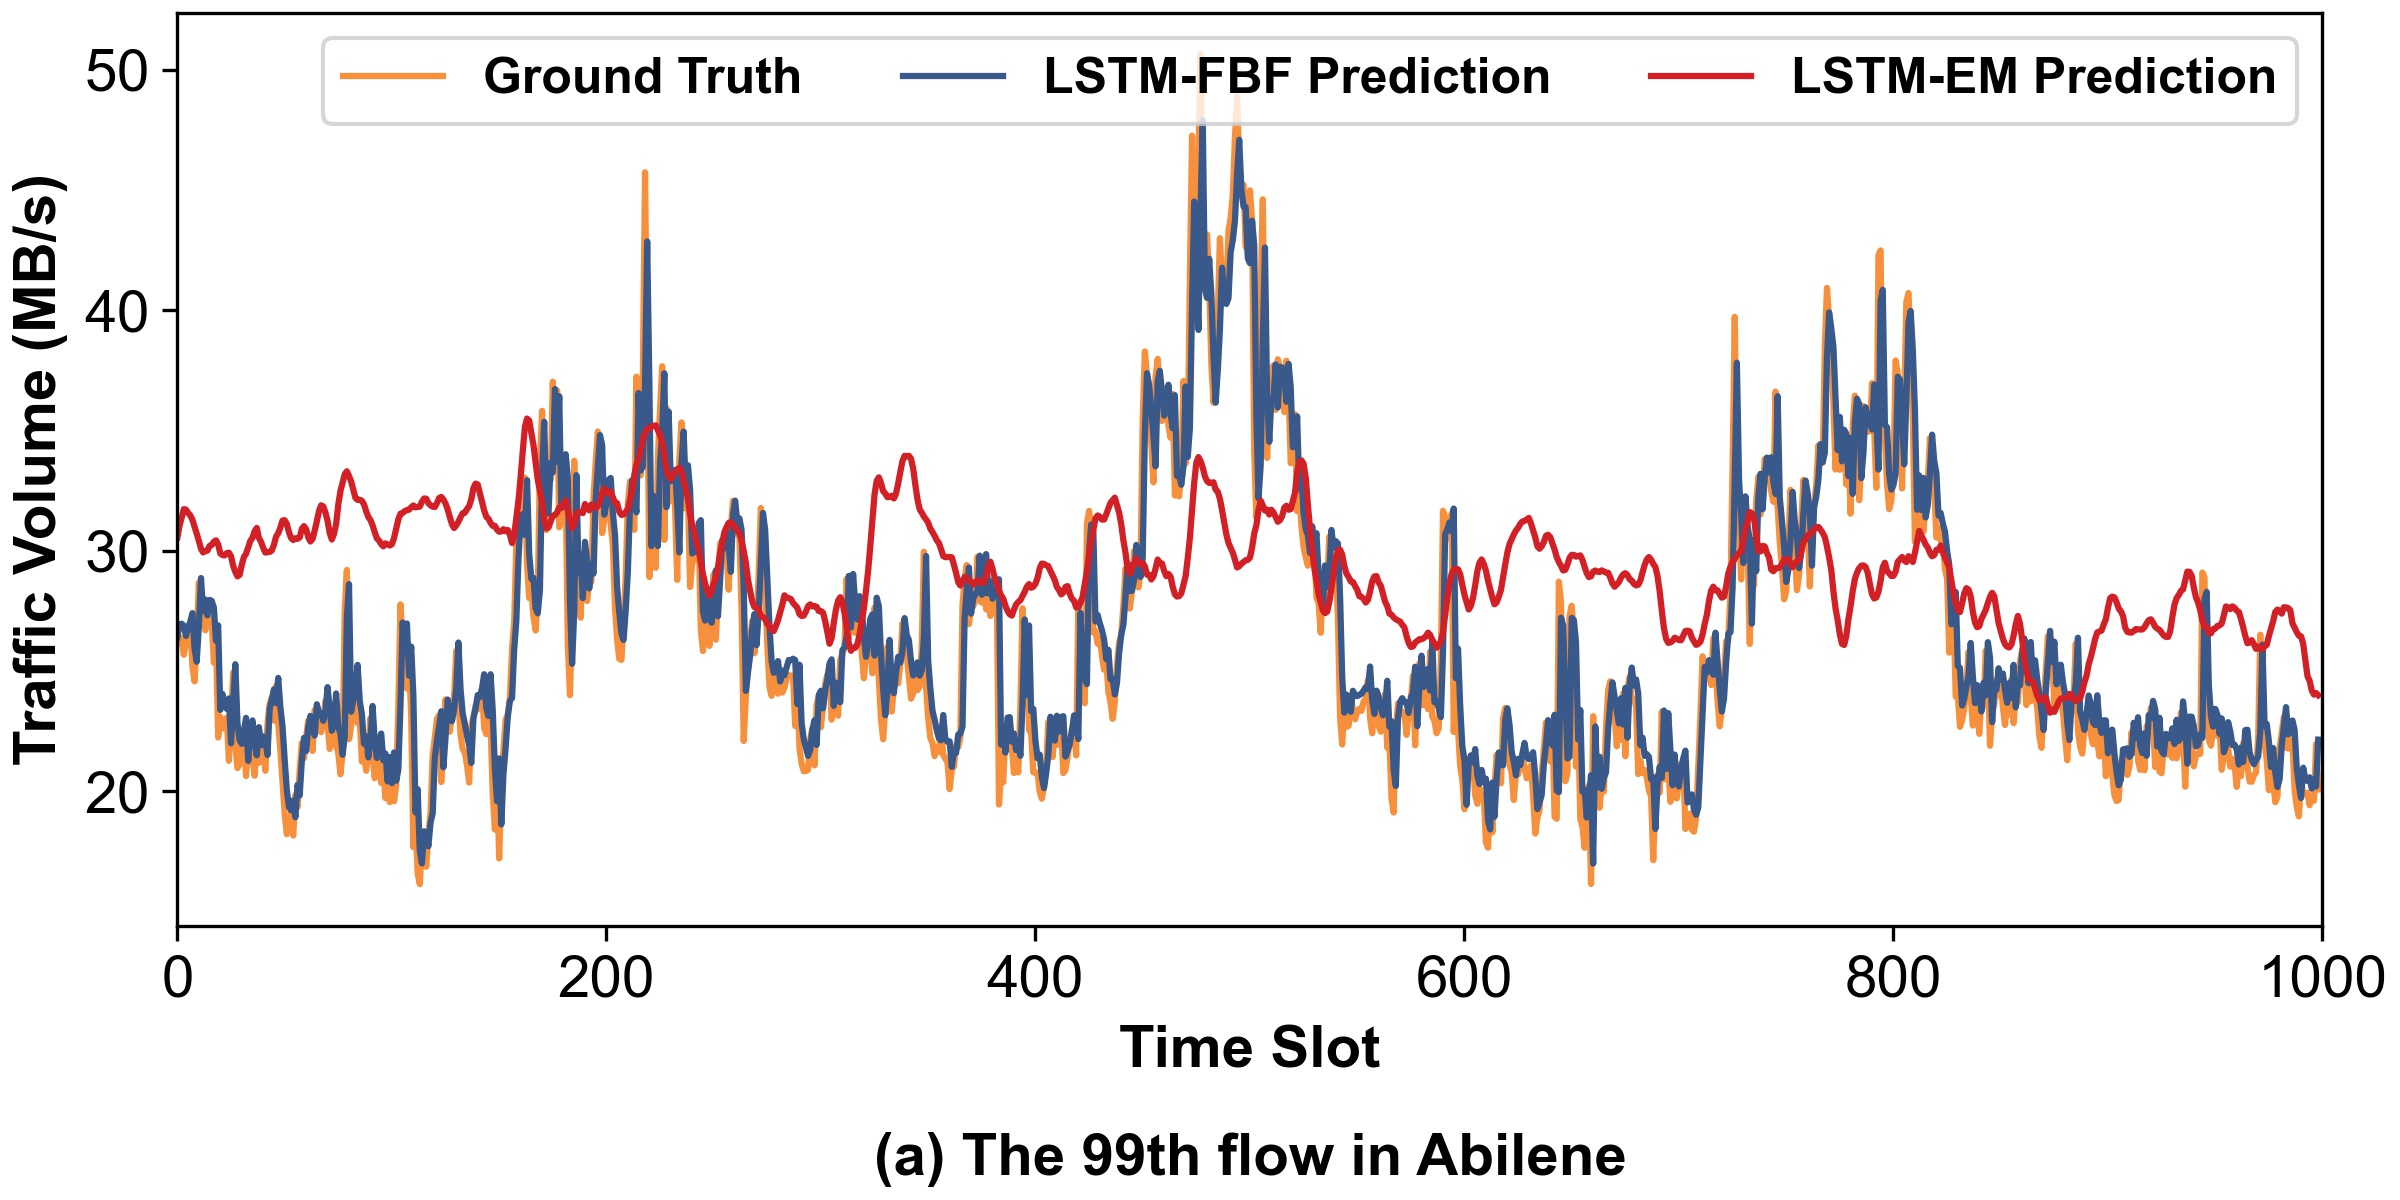 Ground Truth LSTM-FBF Prediction LSTM-EM Prediction
Traffic Volume (MB/s)
50
40
30
20
0 200 400 600 800 1000
Time Slot
(a) The 99th flow in Abilene